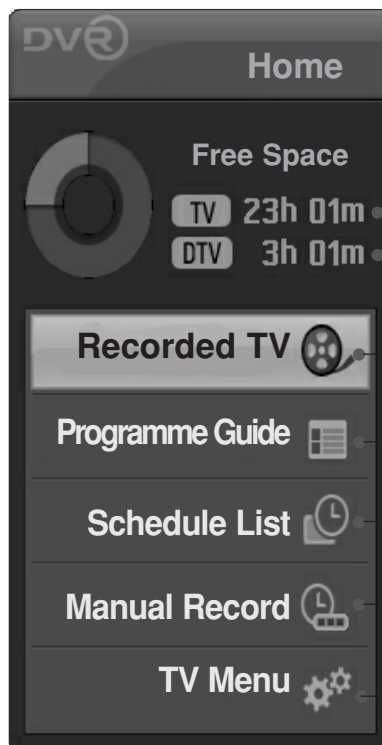 DVR
Home
Free Space
TV 23h 01m
DTV 3h 01m
Recorded TV
Programme Guide
Schedule List
Manual Record
TV Menu